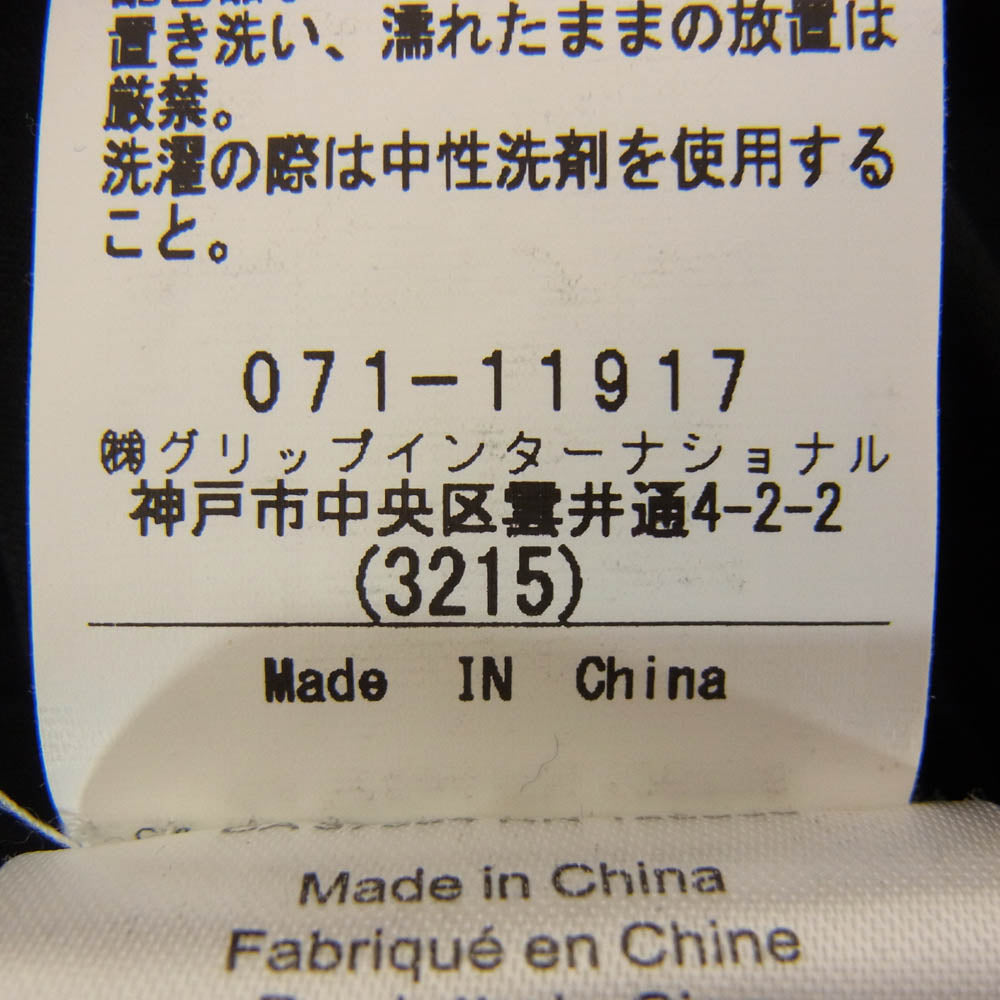 置き洗い、濡れたままの放置は
厳禁。
洗濯の際は中性洗剤を使用する
こと。
071-11917
㈱グリップインターナショナル
神戸市中央区雲井通4-2-2
(3215)
Made IN China
Made in China
Fabriqué en Chine